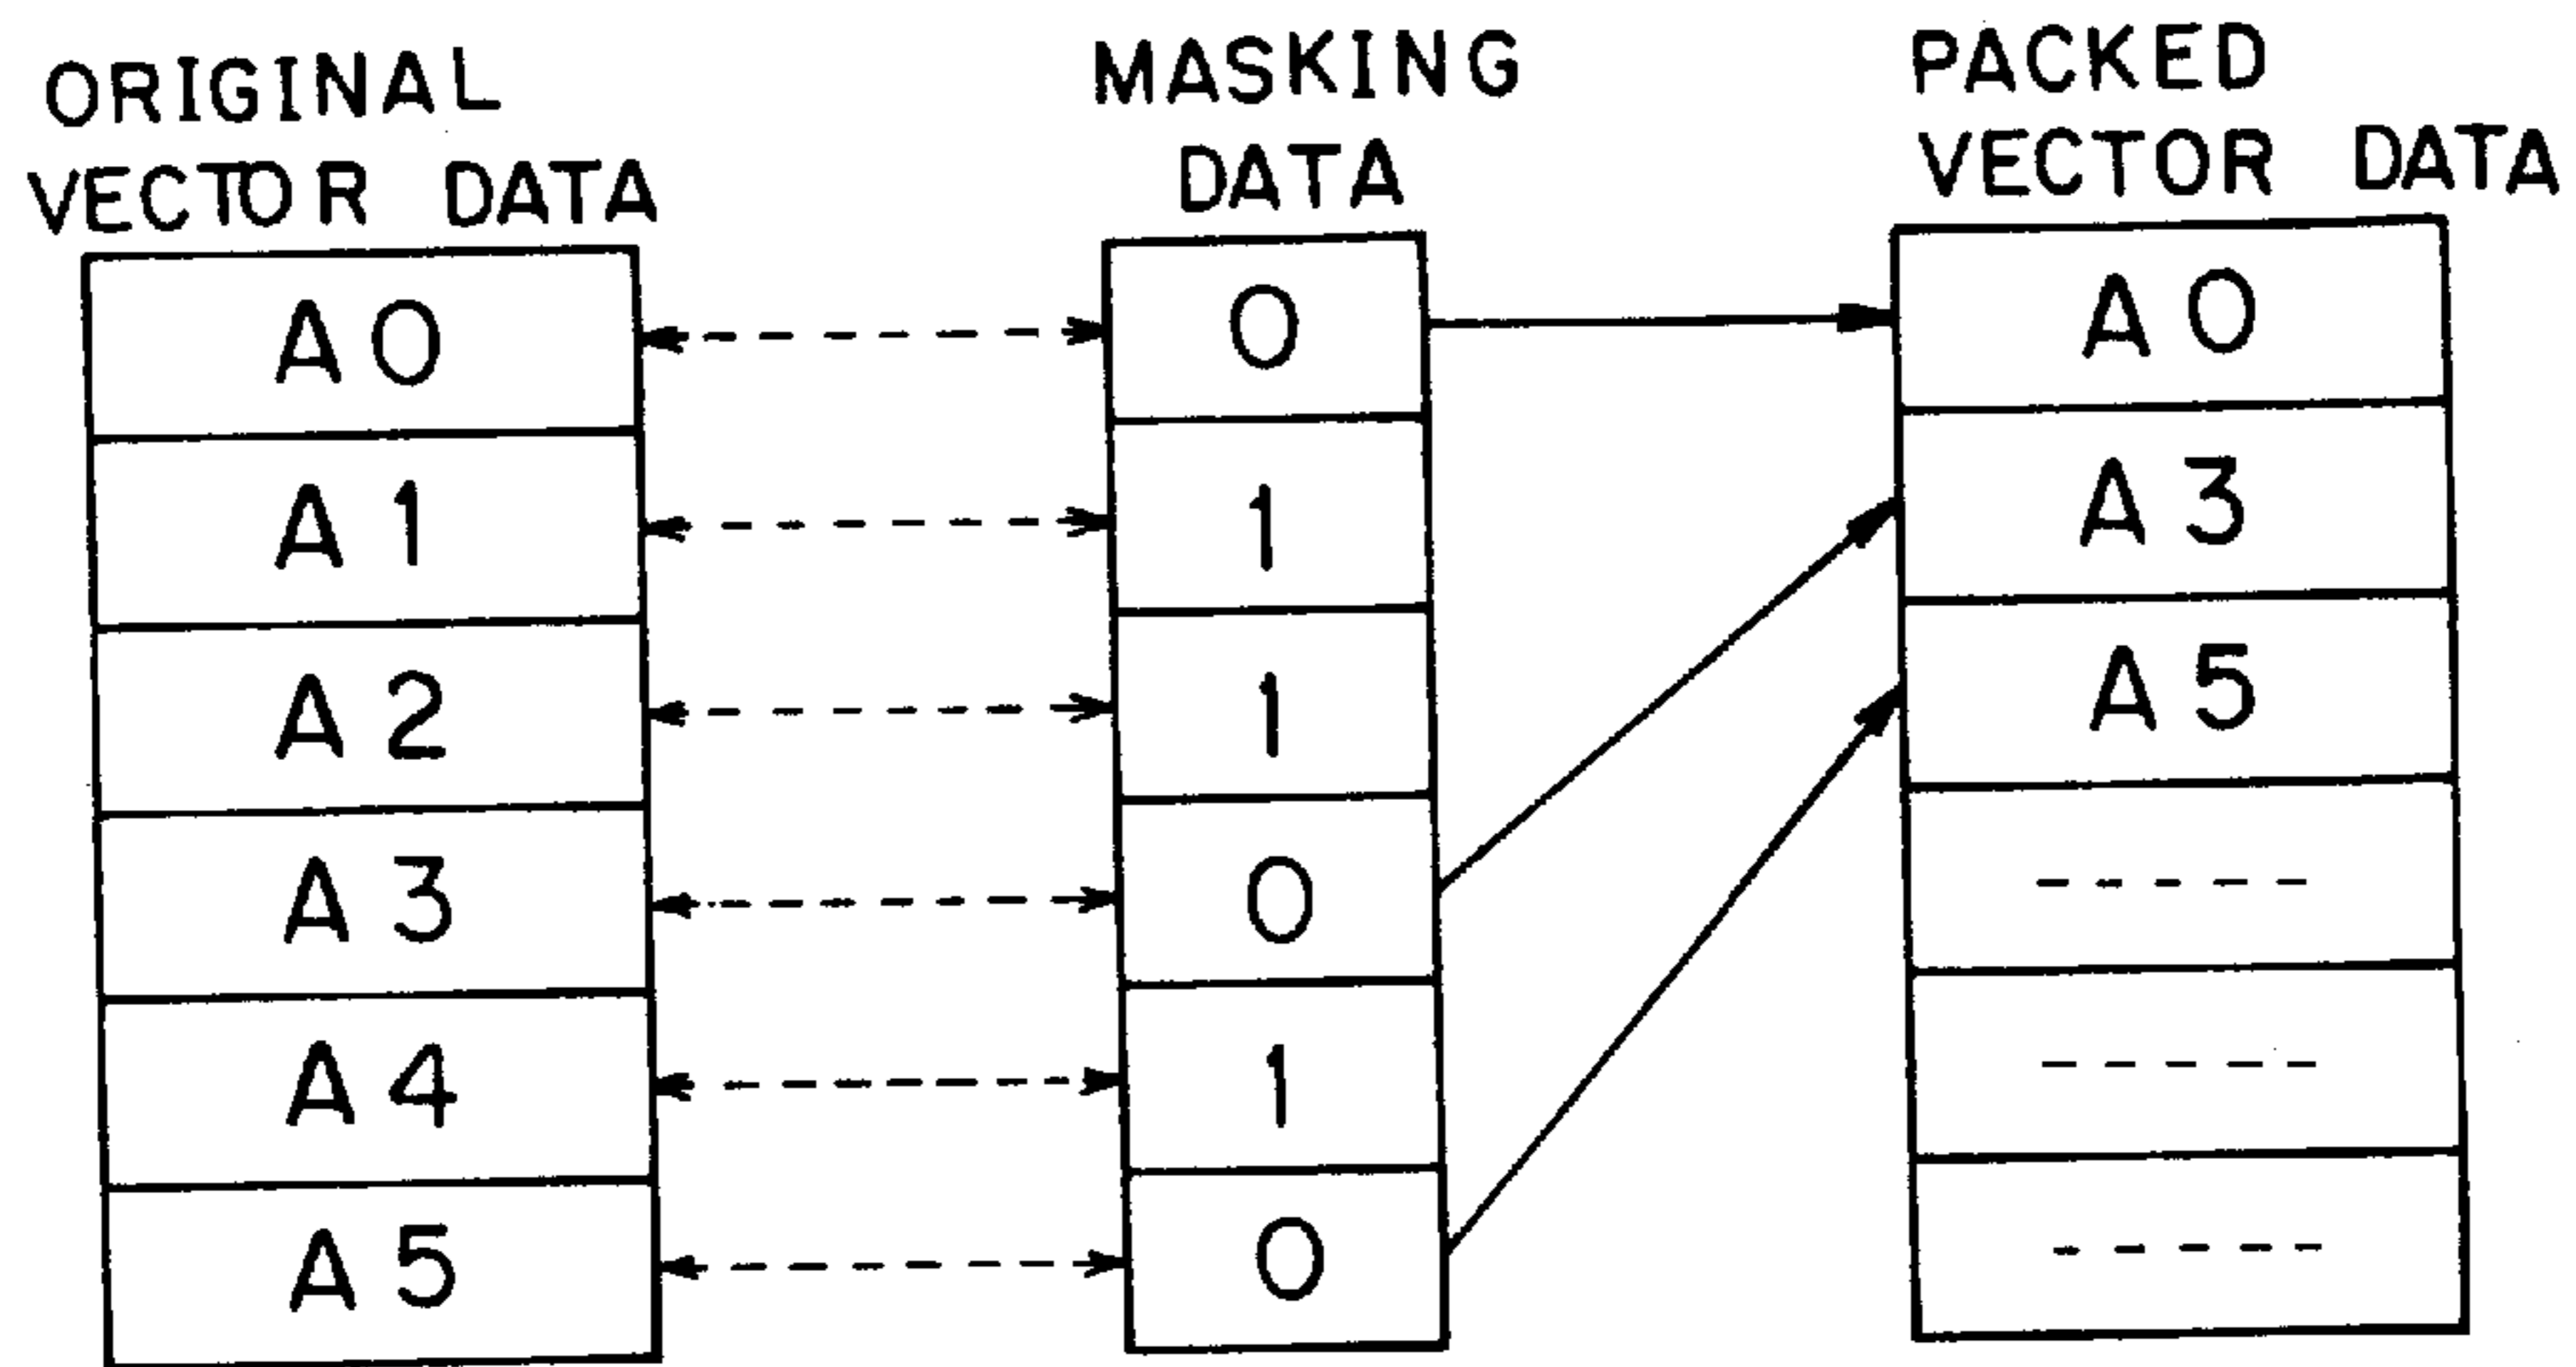 ORIGINAL
VECTOR DATA
MASKING
DATA
PACKED
VECTOR DATA
A0
A1
A2
A3
A4
A5
0
1
1
0
1
0
A0
A3
A5
-----
-----
-----